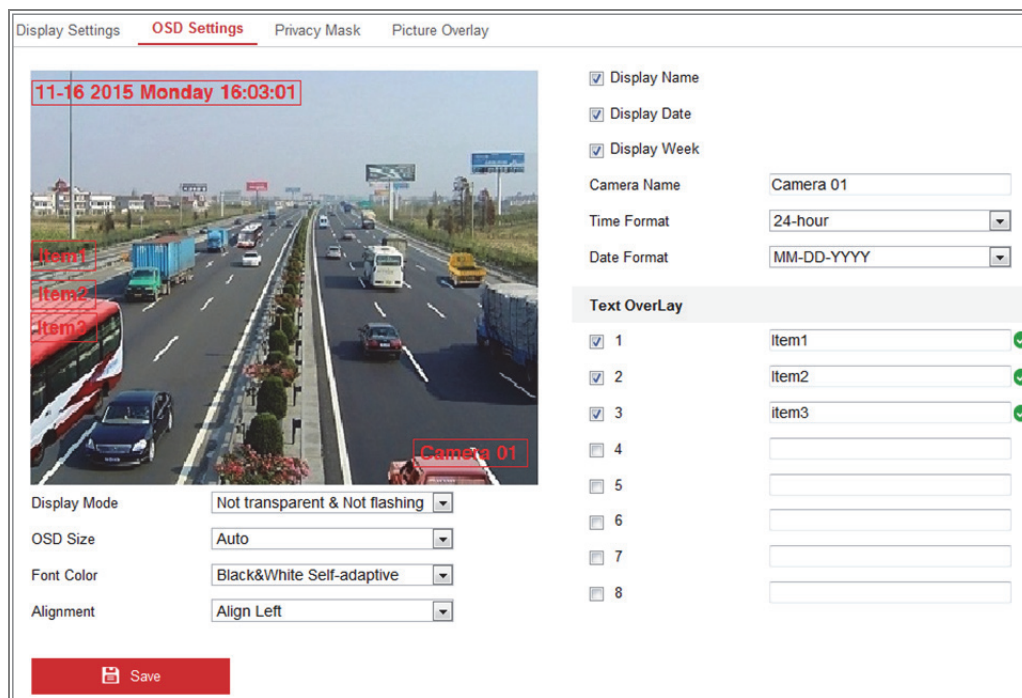 Display Settings OSD Settings Privacy Mask Picture Overlay
11-16 2015 Monday 16:03:01
Item1
Item2
Item3
Camera 01
Display Mode Not transparent & Not flashing
OSD Size Auto
Font Color Black&White Self-adaptive
Alignment Align Left
Save
Display Name
Display Date
Display Week
Camera Name Camera 01
Time Format 24-hour
Date Format MM-DD-YYYY
Text OverLay
1 Item1
2 Item2
3 item3
4
5
6
7
8